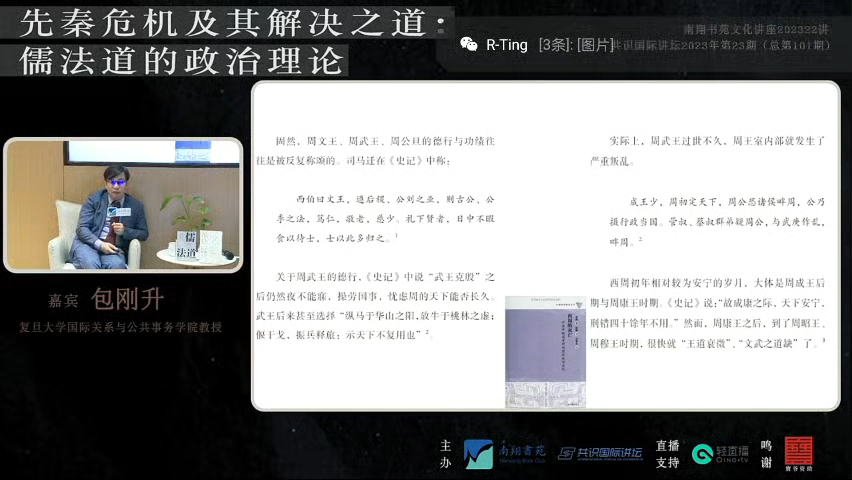 先秦危机及其解决之道：
儒法道的政治理论
南翔书苑文化讲座202322讲
R-Ting [3条]: [图片]
共识国际讲坛2023年第23期（总第101期）
固然，周文王、周武王、周公旦的德行与功绩往
往是被反复称颂的。司马迁在《史记》中称：
西伯曰文王，遵后稷、公刘之业，则古公、公
季之法，笃仁，敬老，慈少。礼下贤者，日中不暇
食以待士，士以此多归之。1
关于周武王的德行，《史记》中说“武王克殷”之
后仍然夜不能寐，操劳国事，忧虑周的天下能否长久。
武王后来甚至选择“纵马于华山之阳，放牛于桃林之虚；
偃干戈，振兵释旅：示天下不复用也”2。
实际上，周武王过世不久，周王室内部就发生了
严重叛乱。
成王少，周初定天下，周公恐诸侯畔周，公乃
摄行政当国。管叔、蔡叔群弟疑周公，与武庚作乱，
畔周。2
西周初年相对较为安宁的岁月，大体是周成王后
期与周康王时期。《史记》说：“故成康之际，天下安宁，
刑错四十馀年不用。”然而，周康王之后，到了周昭王、
周穆王时期，很快就“王道衰微”、“文武之道缺”了。3
儒
法道
嘉宾 包刚升
复旦大学国际关系与公共事务学院教授
主办
南翔書苑
共识国际讲坛
直播支持
轻直播
Qing·tv
鸣谢